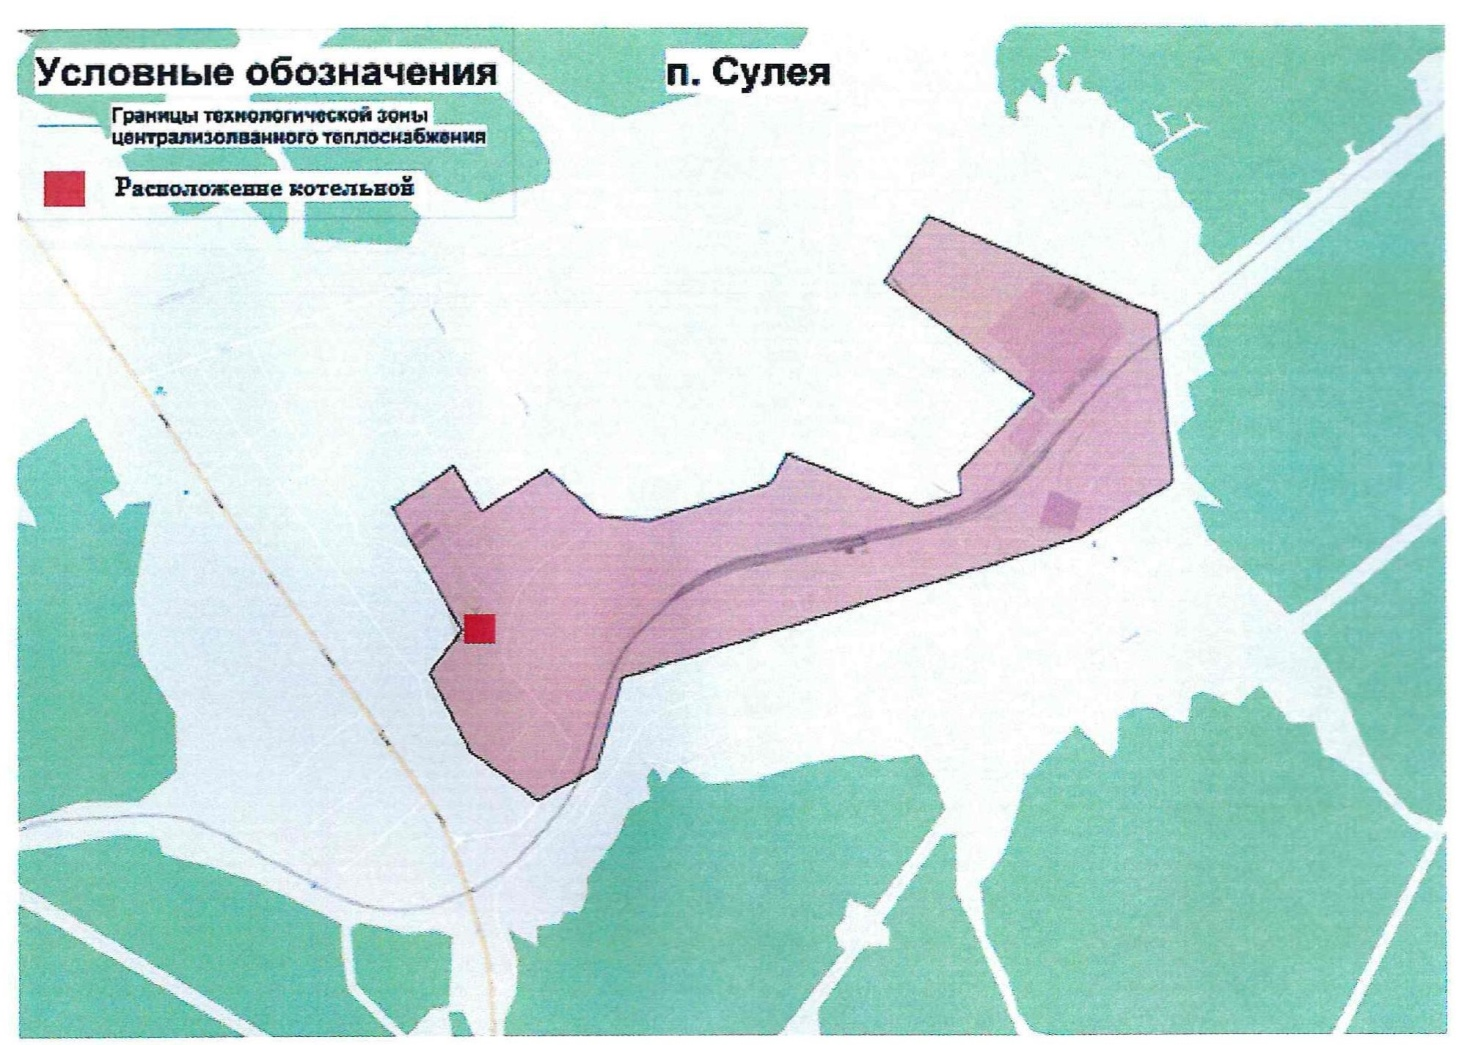 Условные обозначения
п. Сулея
Границы технологической зоны
централизолванного теплоснабжения
Расположение котельной